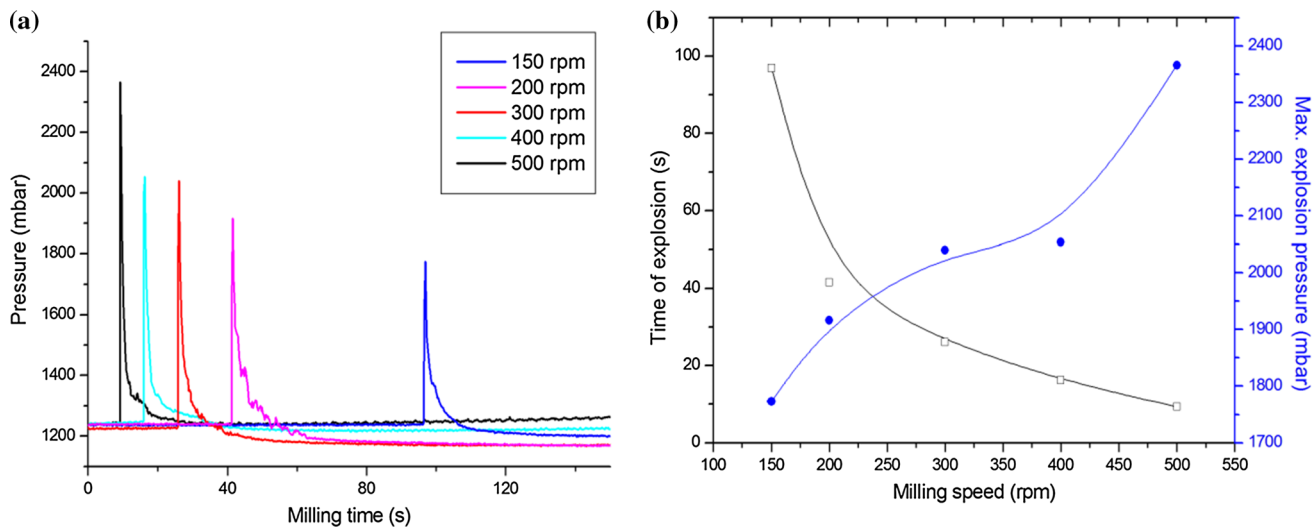 (a)
Pressure (mbar)
2400
2200
2000
1800
1600
1400
1200
0
40
80
120
Milling time (s)
150 rpm
200 rpm
300 rpm
400 rpm
500 rpm
(b)
Time of explosion (s)
100
80
60
40
20
0
100
150
200
250
300
350
400
450
500
550
Milling speed (rpm)
2400
2300
2200
2100
2000
1900
1800
1700
Max. explosion pressure (mbar)